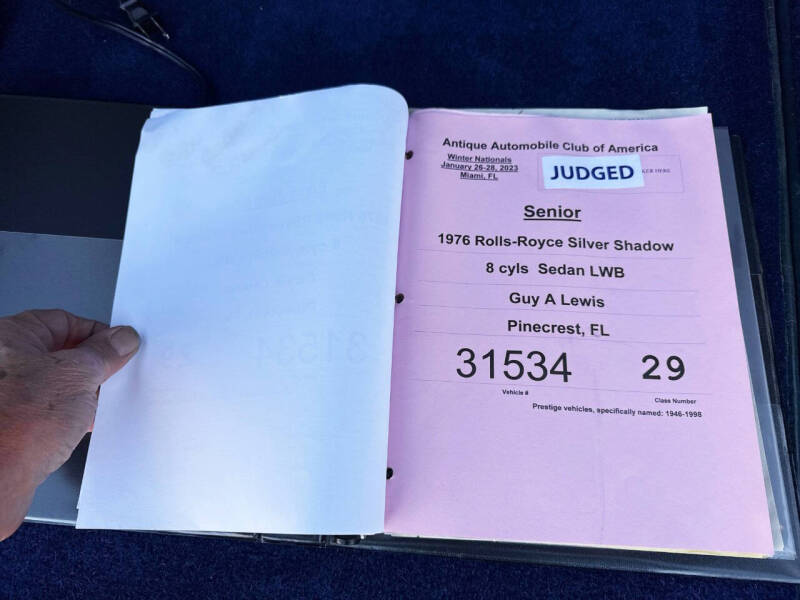 Antique Automobile Club of America
Winter Nationals
January 26-28, 2023
Miami, FL
JUDGED
KER HERE
Senior
1976 Rolls-Royce Silver Shadow
8 cyls Sedan LWB
Guy A Lewis
Pinecrest, FL
31534 29
Vehicle # Class Number
Prestige vehicles, specifically named: 1946-1998